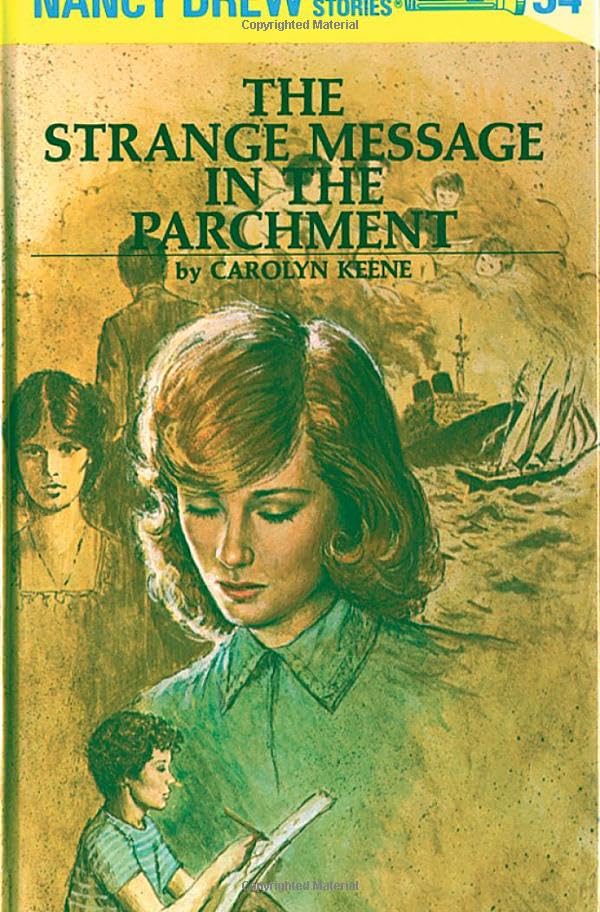 Copyrighted Material
NANCY DREW STORIES® 54
THE
STRANGE MESSAGE
IN THE
PARCHMENT
by CAROLYN KEENE
Copyrighted Material